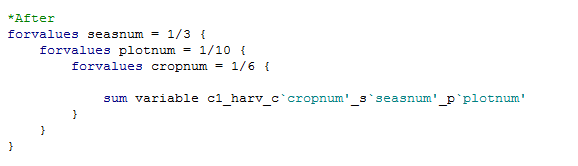 *After
forvalues seasnum = 1/3 {
    forvalues plotnum = 1/10 {
        forvalues cropnum = 1/6 {
            sum variable c1_harv_c`cropnum'_s`seasnum'_p`plotnum'
        }
    }
}